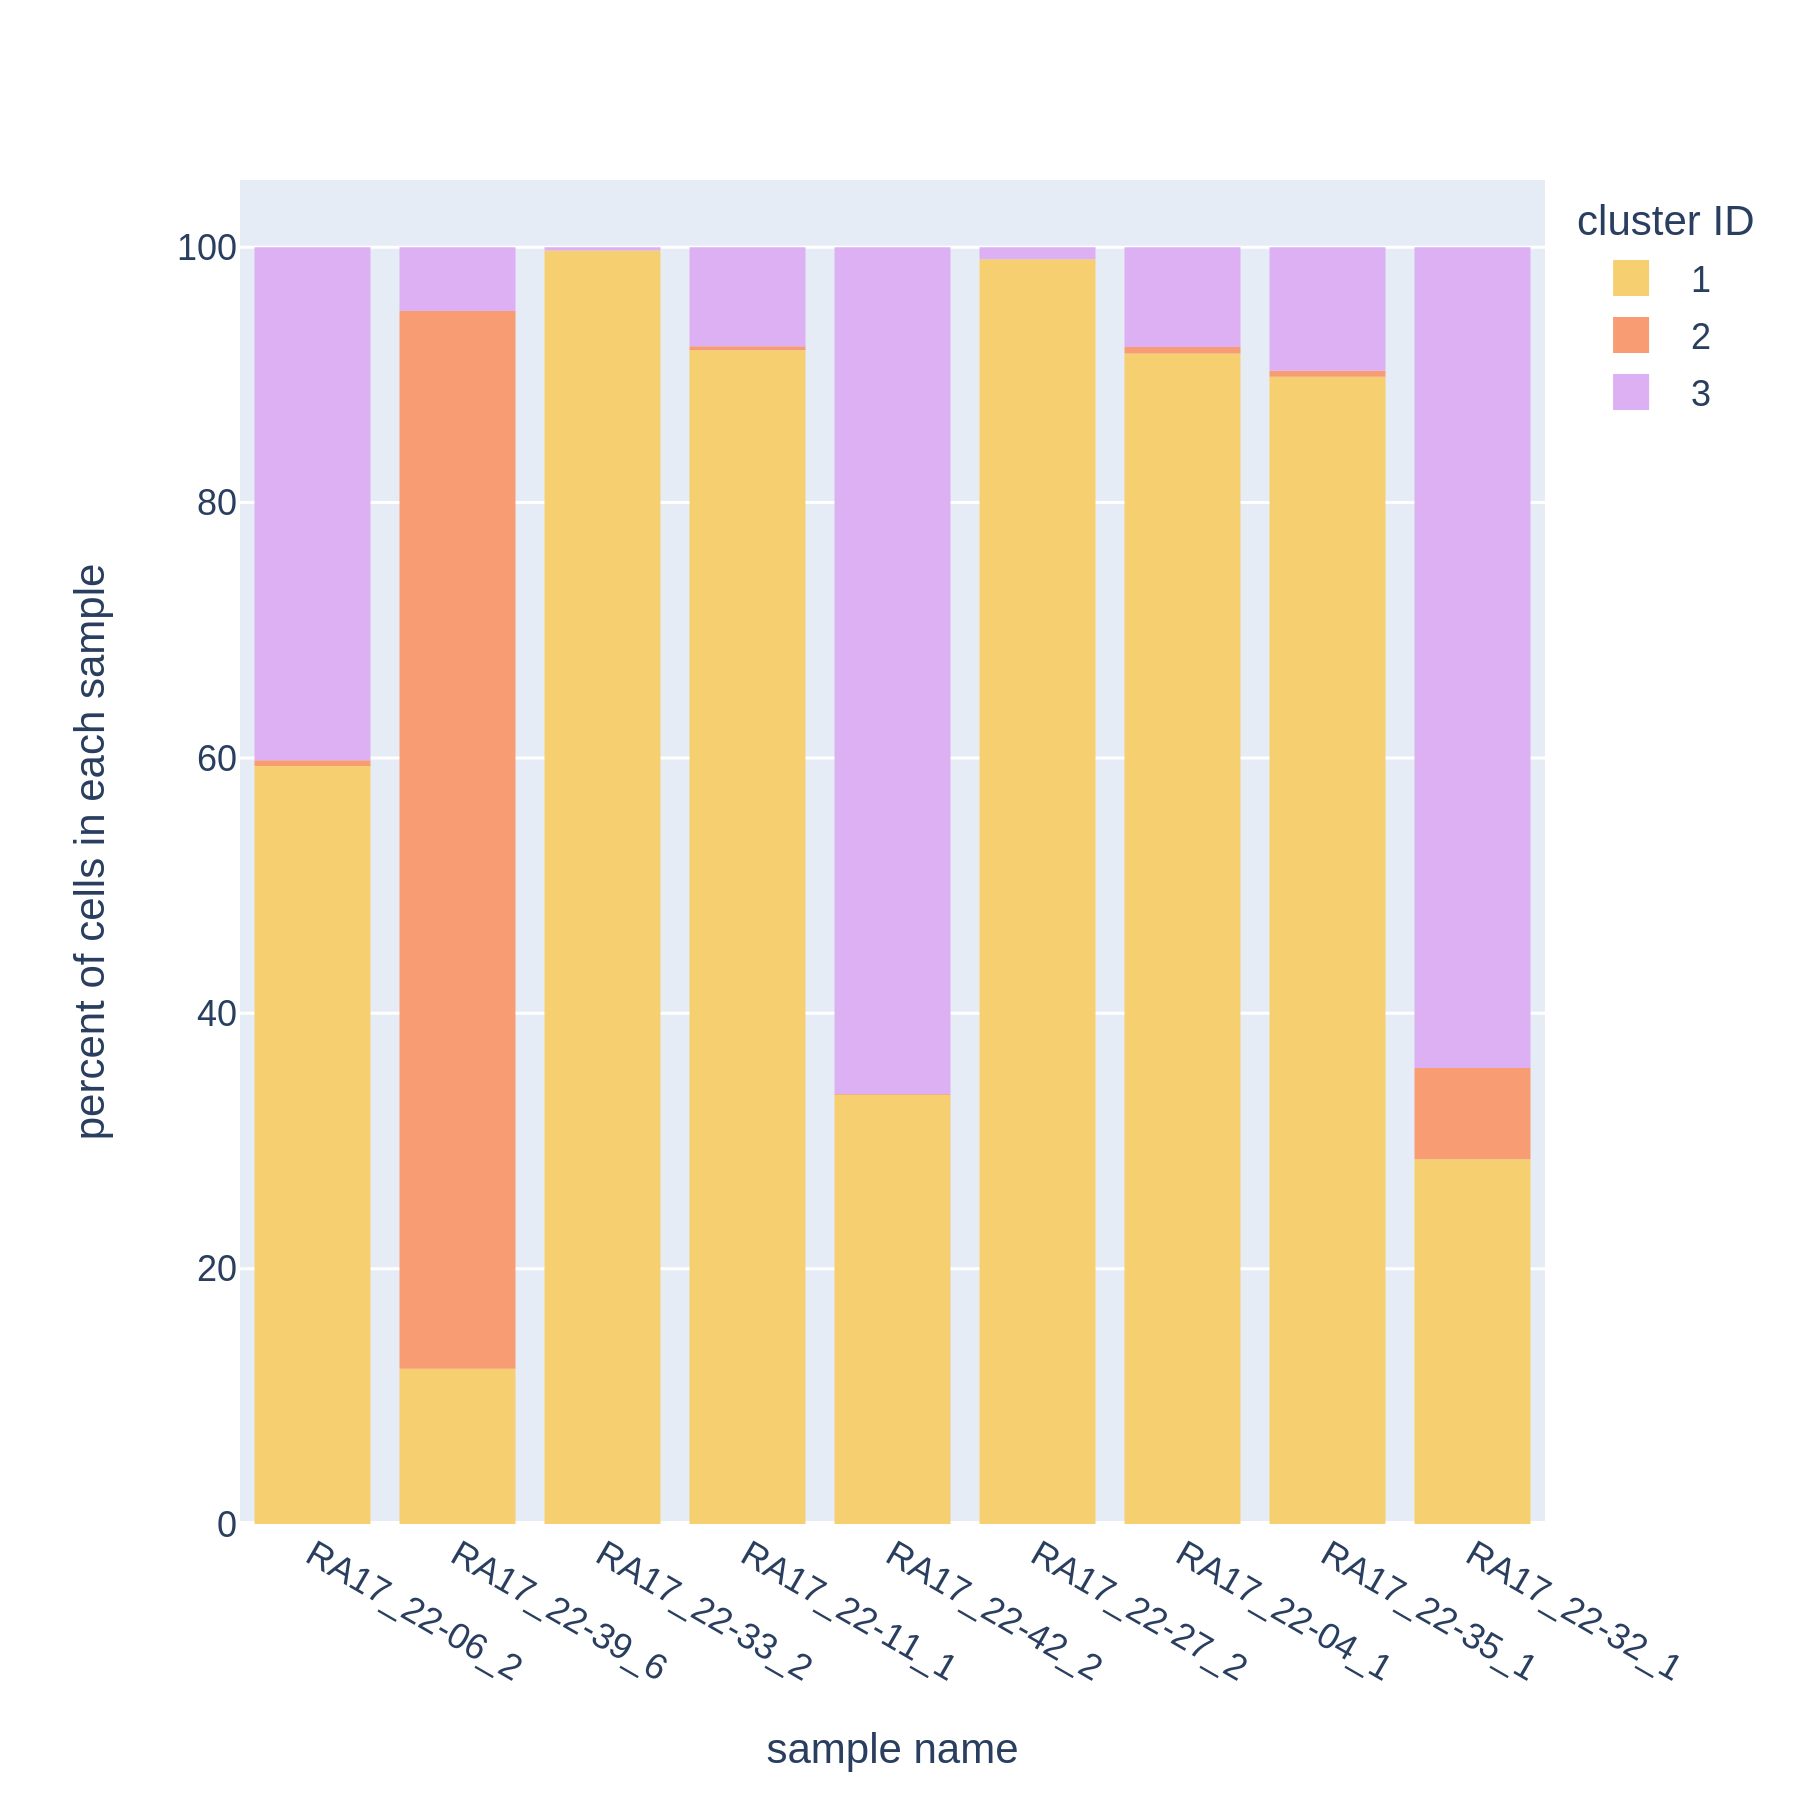 cluster ID
1
2
3
percent of cells in each sample
100
80
60
40
20
0
RA17_22-06_2
RA17_22-39_6
RA17_22-33_2
RA17_22-11_1
RA17_22-42_2
RA17_22-27_2
RA17_22-04_1
RA17_22-35_1
RA17_22-32_1
sample name